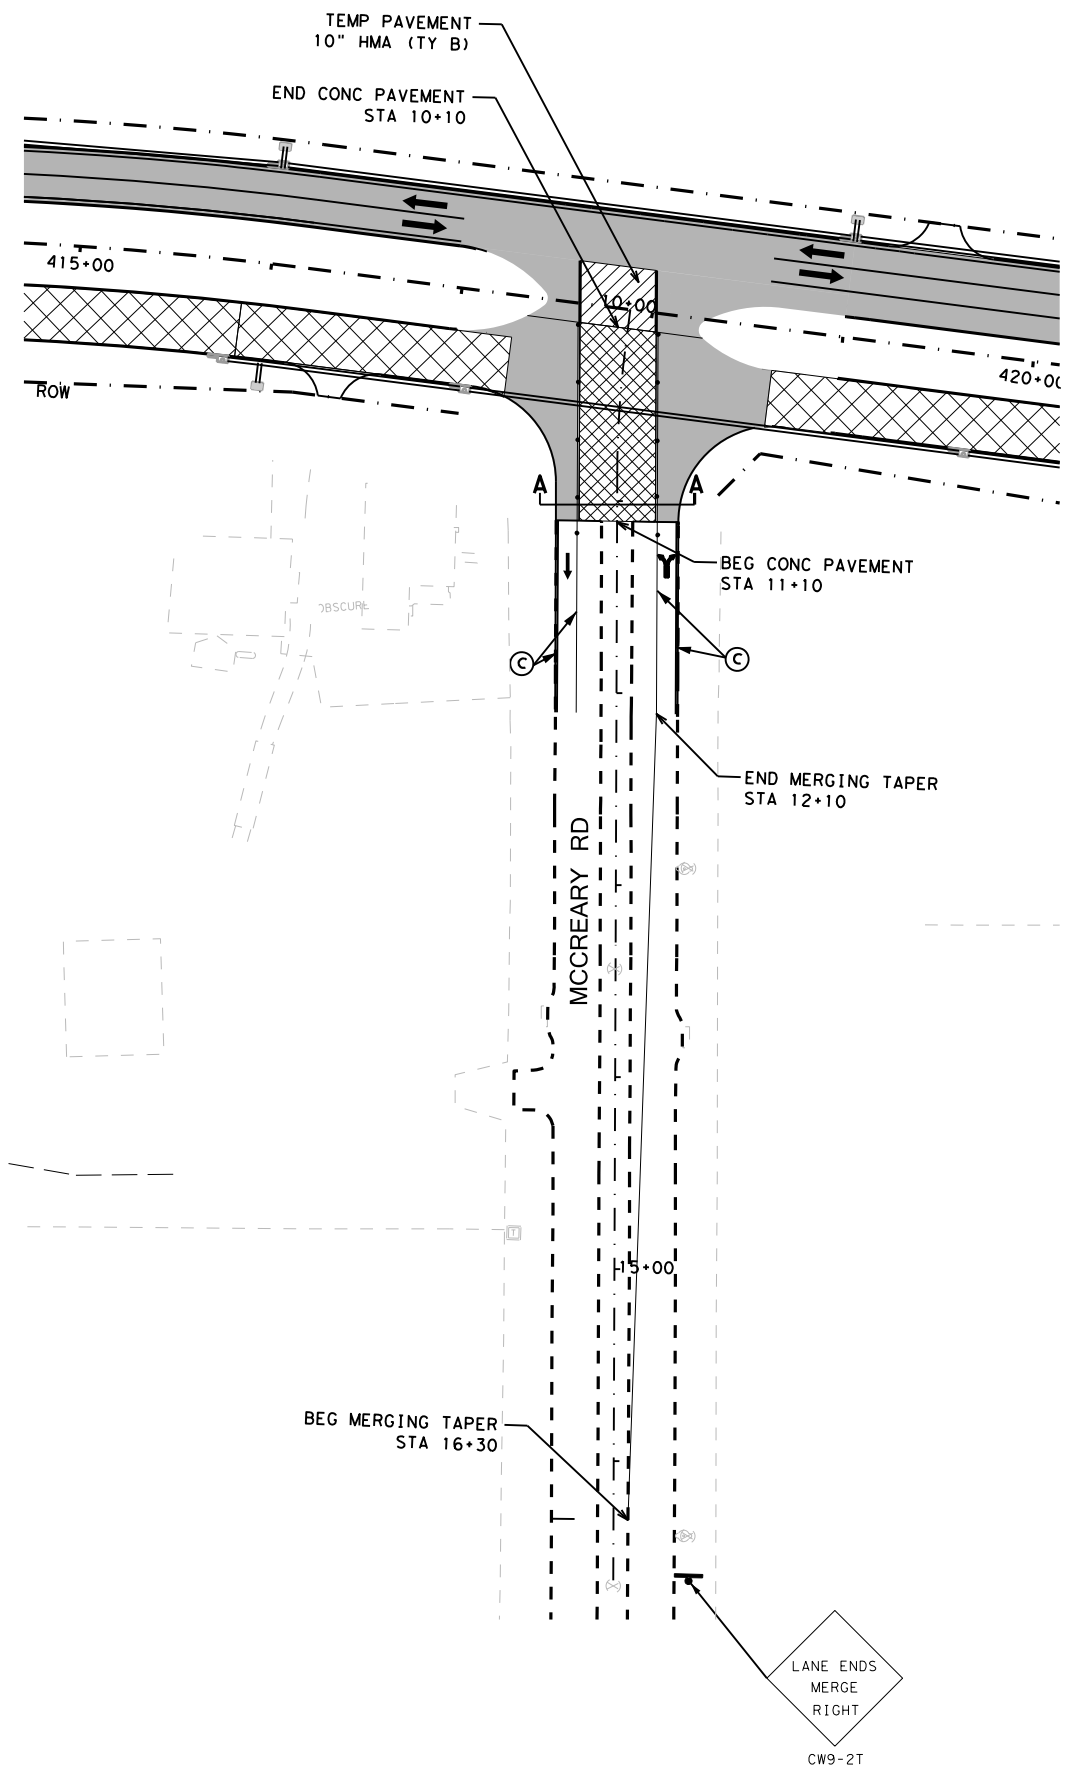 TEMP PAVEMENT
10" HMA (TY B)
END CONC PAVEMENT
STA 10+10
415+00
10+00
420+00
ROW
A
A
BEG CONC PAVEMENT
STA 11+10
OBSCURE
C
C
END MERGING TAPER
STA 12+10
MCCREARY RD
T
15+00
BEG MERGING TAPER
STA 16+30
LANE ENDS
MERGE
RIGHT
CW9-2T